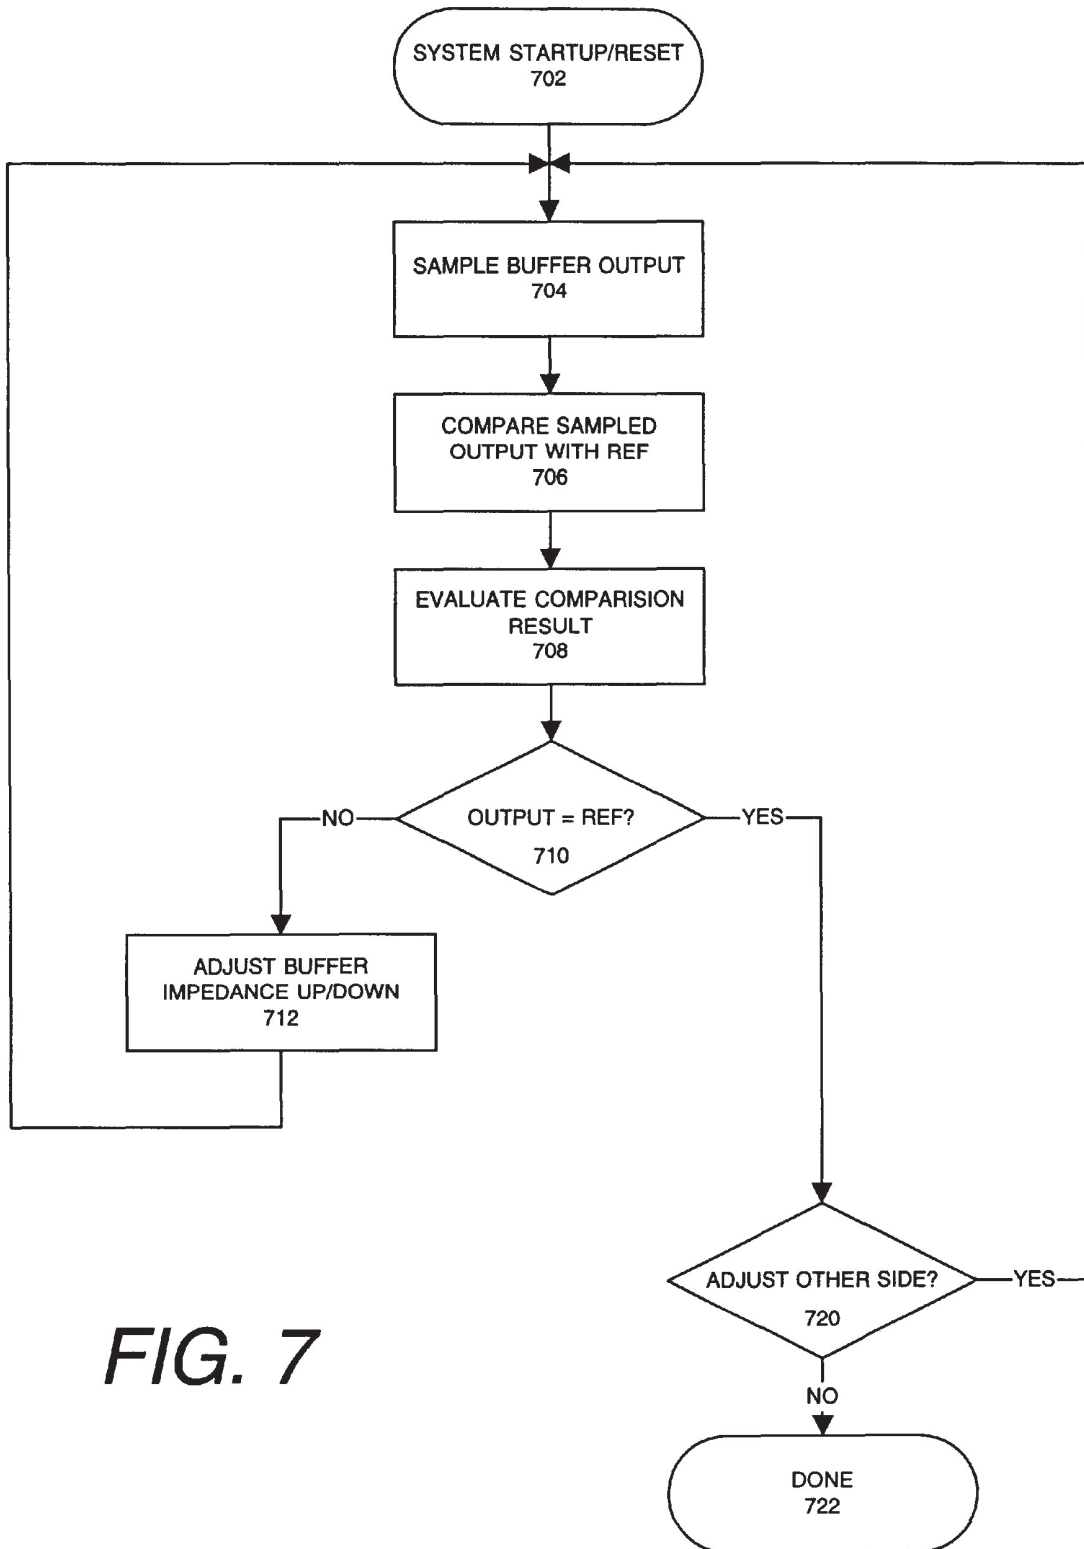 SYSTEM STARTUP/RESET
702
SAMPLE BUFFER OUTPUT
704
COMPARE SAMPLED
OUTPUT WITH REF
706
EVALUATE COMPARISION
RESULT
708
NO
OUTPUT = REF?
YES
710
ADJUST BUFFER
IMPEDANCE UP/DOWN
712
ADJUST OTHER SIDE?
YES
720
FIG. 7
NO
DONE
722